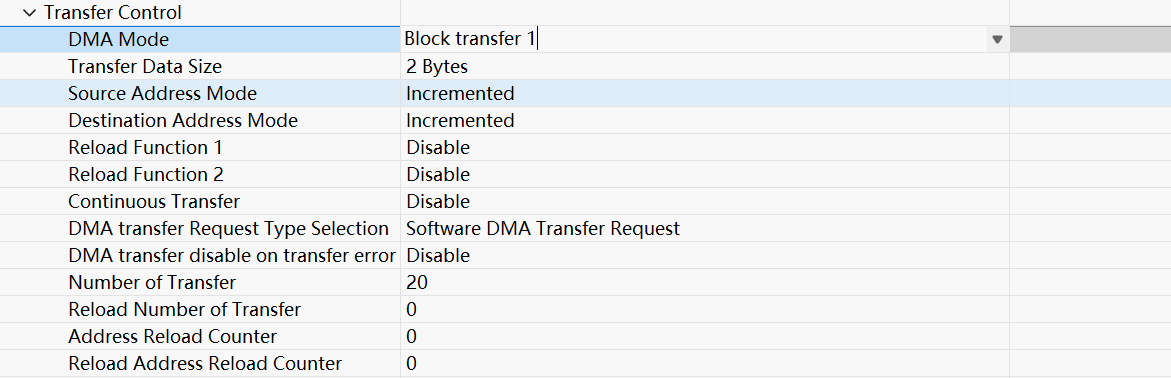 Transfer Control
DMA Mode Block transfer 1
Transfer Data Size 2 Bytes
Source Address Mode Incremented
Destination Address Mode Incremented
Reload Function 1 Disable
Reload Function 2 Disable
Continuous Transfer Disable
DMA transfer Request Type Selection Software DMA Transfer Request
DMA transfer disable on transfer error Disable
Number of Transfer 20
Reload Number of Transfer 0
Address Reload Counter 0
Reload Address Reload Counter 0